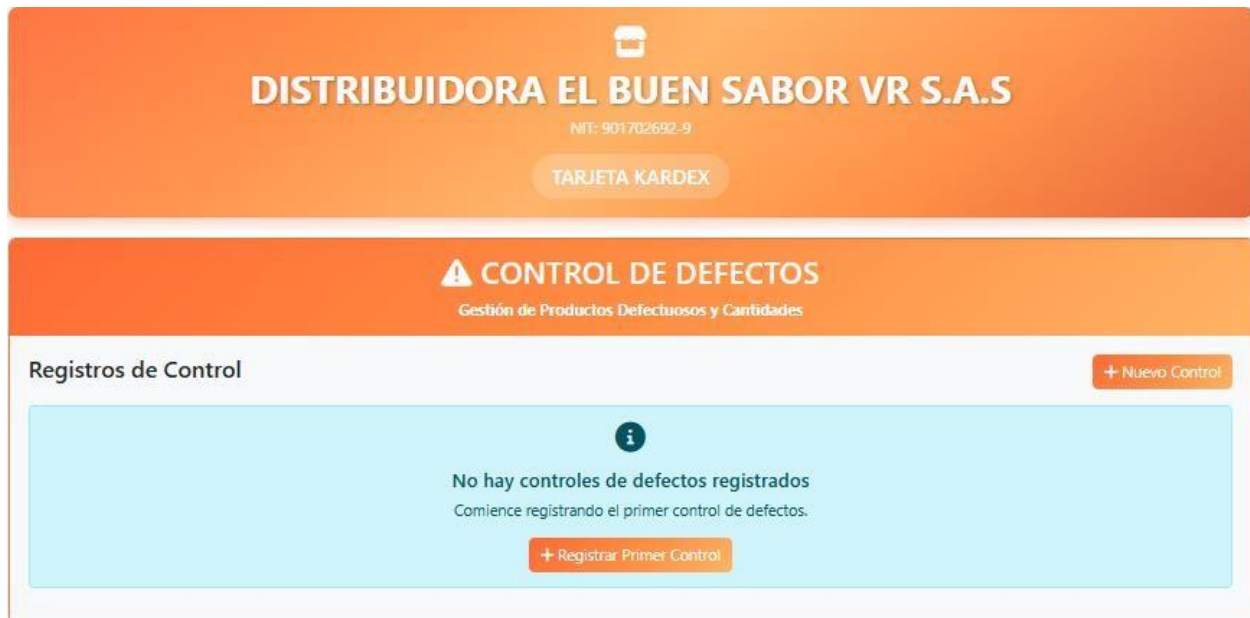 DISTRIBUIDORA EL BUEN SABOR VR S.A.S
NIT: 901702692-9
TARJETA KARDEX
CONTROL DE DEFECTOS
Gestión de Productos Defectuosos y Cantidades
Registros de Control
+ Nuevo Control
No hay controles de defectos registrados
Comience registrando el primer control de defectos.
+ Registrar Primer Control